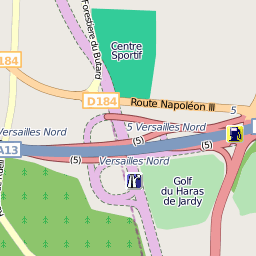 Forestière du Butard
Centre
Sportif
184
D184
Route Napoléon III
5
Versailles Nord
5 Versailles Nord
(5)
(5)
A13
(5)
Versailles Nord
Golf
du Haras
de Jardy